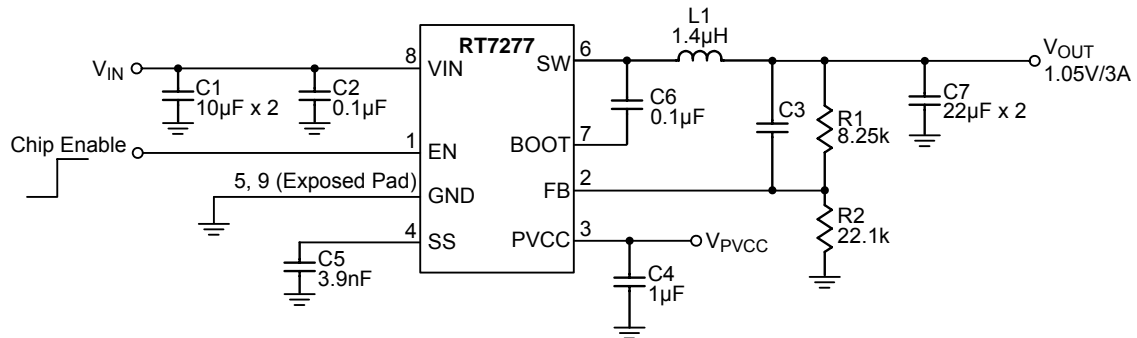 L1
1.4µH
RT7277
6
8
VIN
SW
VIN
C1
10µF x 2
C2
0.1µF
C6
0.1µF
C3
R1
8.25k
C7
22µF x 2
VOUT
1.05V/3A
Chip Enable
1
EN
7
BOOT
5, 9 (Exposed Pad)
GND
2
FB
4
SS
3
PVCC
VPVCC
R2
22.1k
C5
3.9nF
C4
1µF